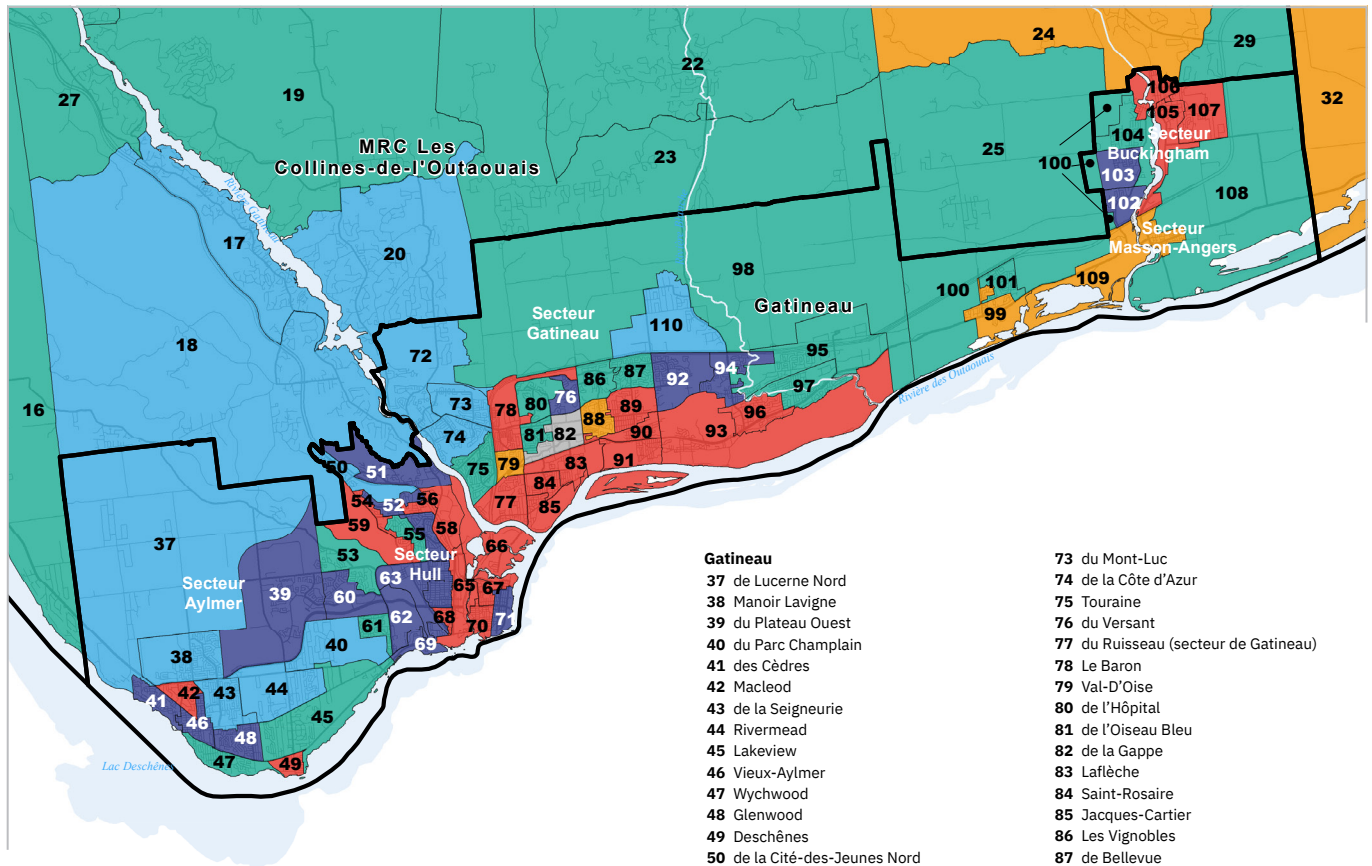 24
29
22
27
19
106
32
105 107
MRC Les
Collines-de-l'Outaouais
104
Secteur
Buckingham
23
25
100
103
108
Rivière Gatineau
102
17
20
Secteur
Masson-Angers
98
109
101
100
Gatineau
99
Secteur
Gatineau
110
18
72
95
Rivière des Outaouais
87
86
92
94
97
16
73
76
80
78
89
88
96
74
81
82
90
93
79
75
83
91
50
51
84
77
85
54
52
56
59
55
58
66
53
Secteur
Hull
37
63
65
67
Secteur
Aylmer
39
60
62
68
71
61
70
40
69
38
44
41
42
43
46
45
48
47
49
Lac Deschênes
Gatineau
37 de Lucerne Nord
38 Manoir Lavigne
39 du Plateau Ouest
40 du Parc Champlain
41 des Cèdres
42 Macleod
43 de la Seigneurie
44 Rivermead
45 Lakeview
46 Vieux-Aylmer
47 Wychwood
48 Glenwood
49 Deschênes
50 de la Cité-des-Jeunes Nord
73 du Mont-Luc
74 de la Côte d’Azur
75 Touraine
76 du Versant
77 du Ruisseau (secteur de Gatineau)
78 Le Baron
79 Val-D’Oise
80 de l’Hôpital
81 de l’Oiseau Bleu
82 de la Gappe
83 Laflèche
84 Saint-Rosaire
85 Jacques-Cartier
86 Les Vignobles
87 de Bellevue